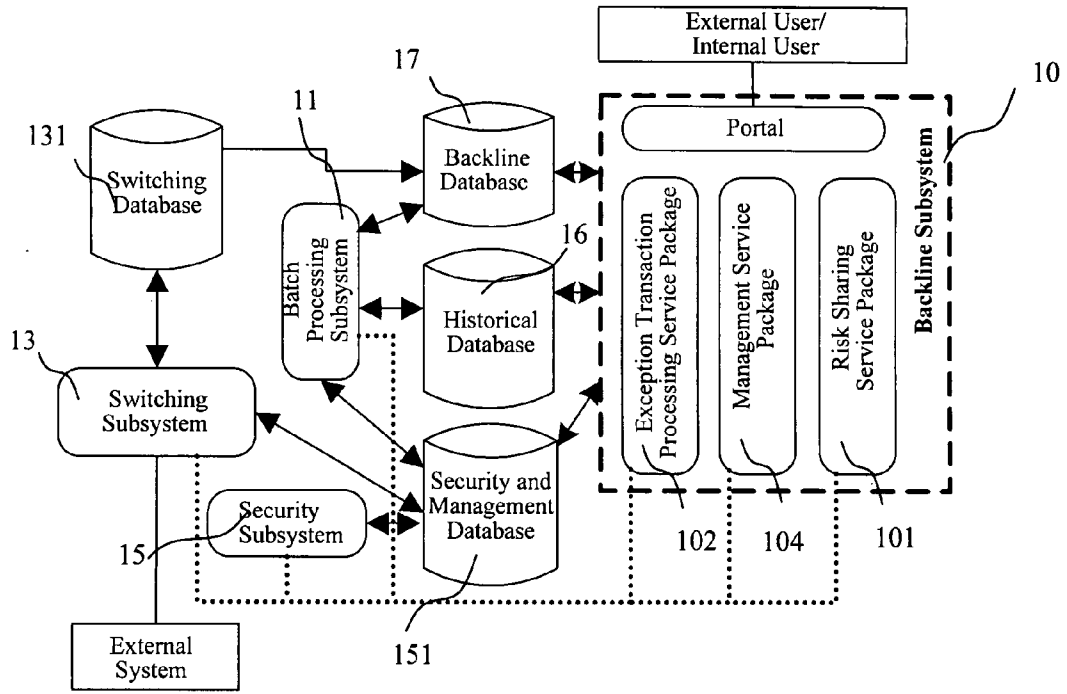 External User/
Internal User
10
17
11
131
Portal
Switching
Database
Backline
Database
Backline Subsystem
Batch
Processing
Subsystem
16
Historical
Database
Exception Transaction
Processing Service Package
Management Service
Package
Risk Sharing
Service Package
13
Switching
Subsystem
Security and
Management
Database
Security
Subsystem
15
102
104
101
151
External
System